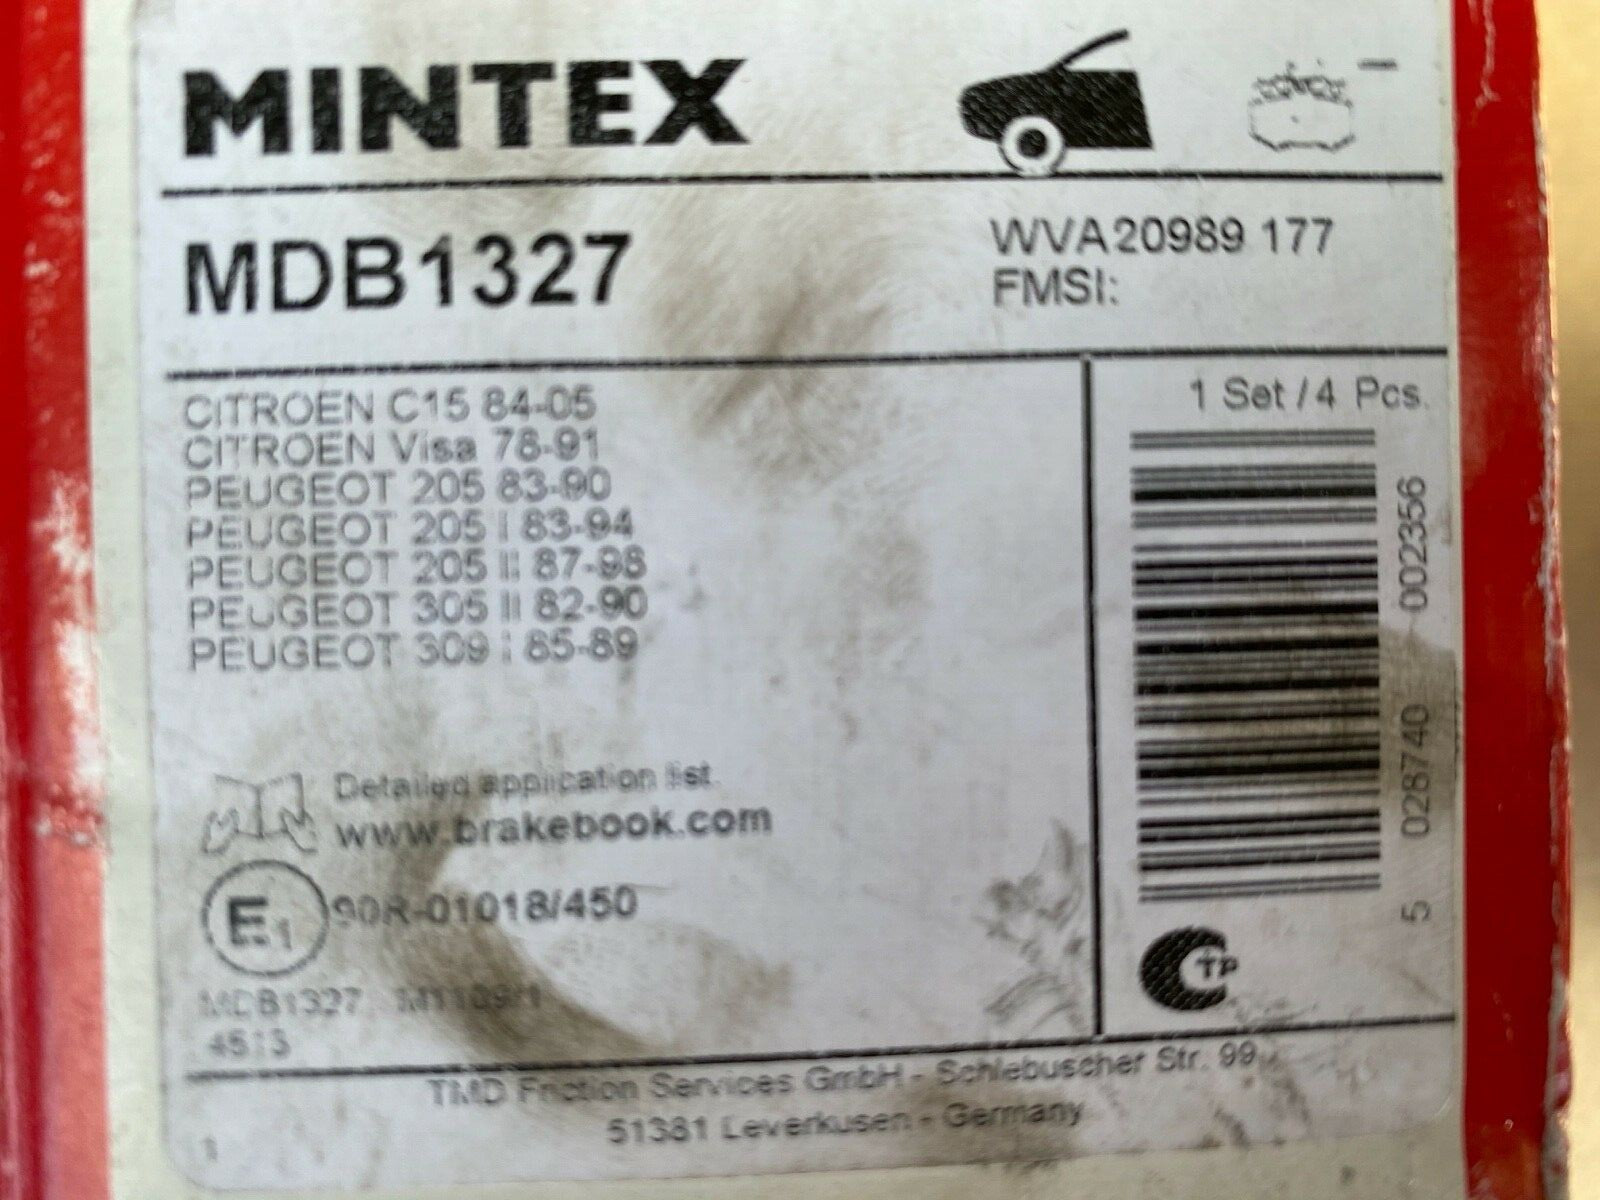 MINTEX
MDB1327
WVA20989 177
FMSI:
CITROEN C15 84-05
CITROEN Visa 78-91
PEUGEOT 205 83-90
PEUGEOT 205 I 83-94
PEUGEOT 205 II 87-98
PEUGEOT 305 II 82-90
PEUGEOT 309 I 85-89
1 Set / 4 Pcs.
5 028740 002356
Detailed application list
www.brakebook.com
E1 90R-01018/450
TP
MDB1327
4513
TMD Friction Services GmbH - Schlebuscher Str. 99
51381 Leverkusen - Germany
1